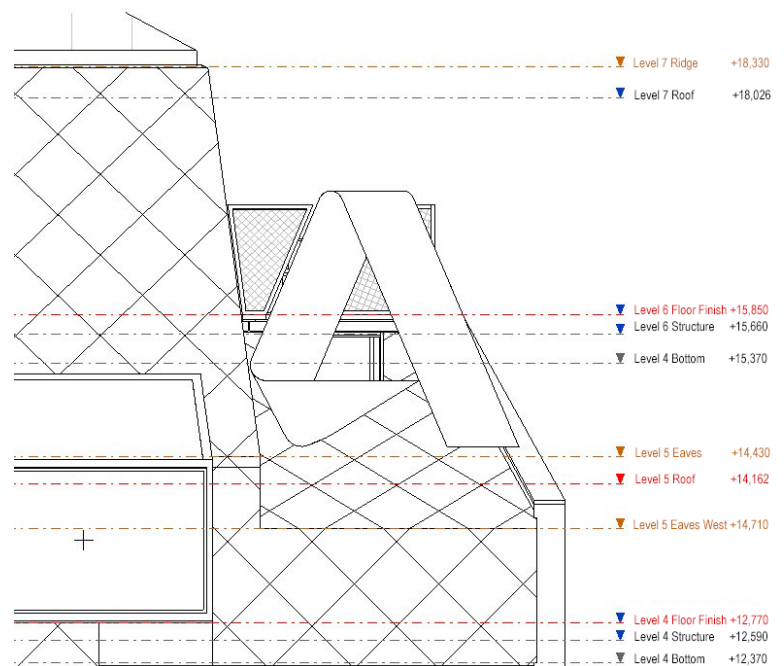 Level 7 Ridge +18,330
Level 7 Roof +18,026
Level 6 Floor Finish +15,850
Level 6 Structure +15,660
Level 4 Bottom +15,370
Level 5 Eaves +14,430
Level 5 Roof +14,162
Level 5 Eaves West +14,710
Level 4 Floor Finish +12,770
Level 4 Structure +12,590
Level 4 Bottom +12,370